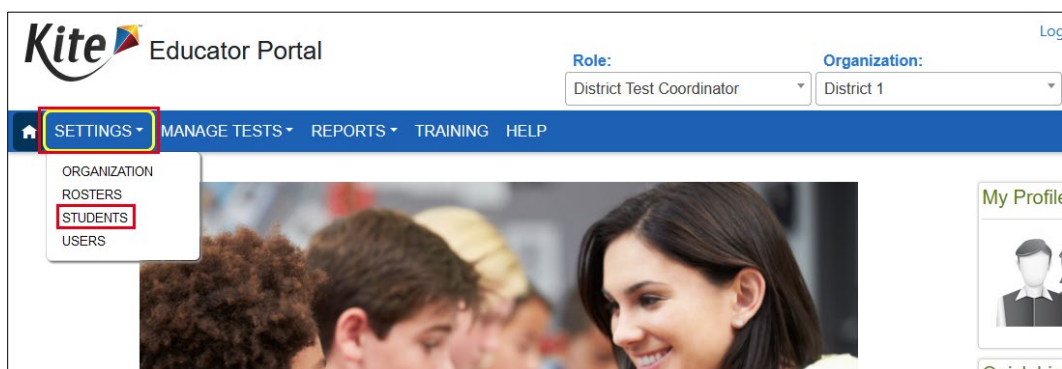 Kite Educator Portal
Log
Role:
Organization:
District Test Coordinator
District 1
SETTINGS MANAGE TESTS REPORTS TRAINING HELP
ORGANIZATION
ROSTERS
STUDENTS
USERS
My Profile